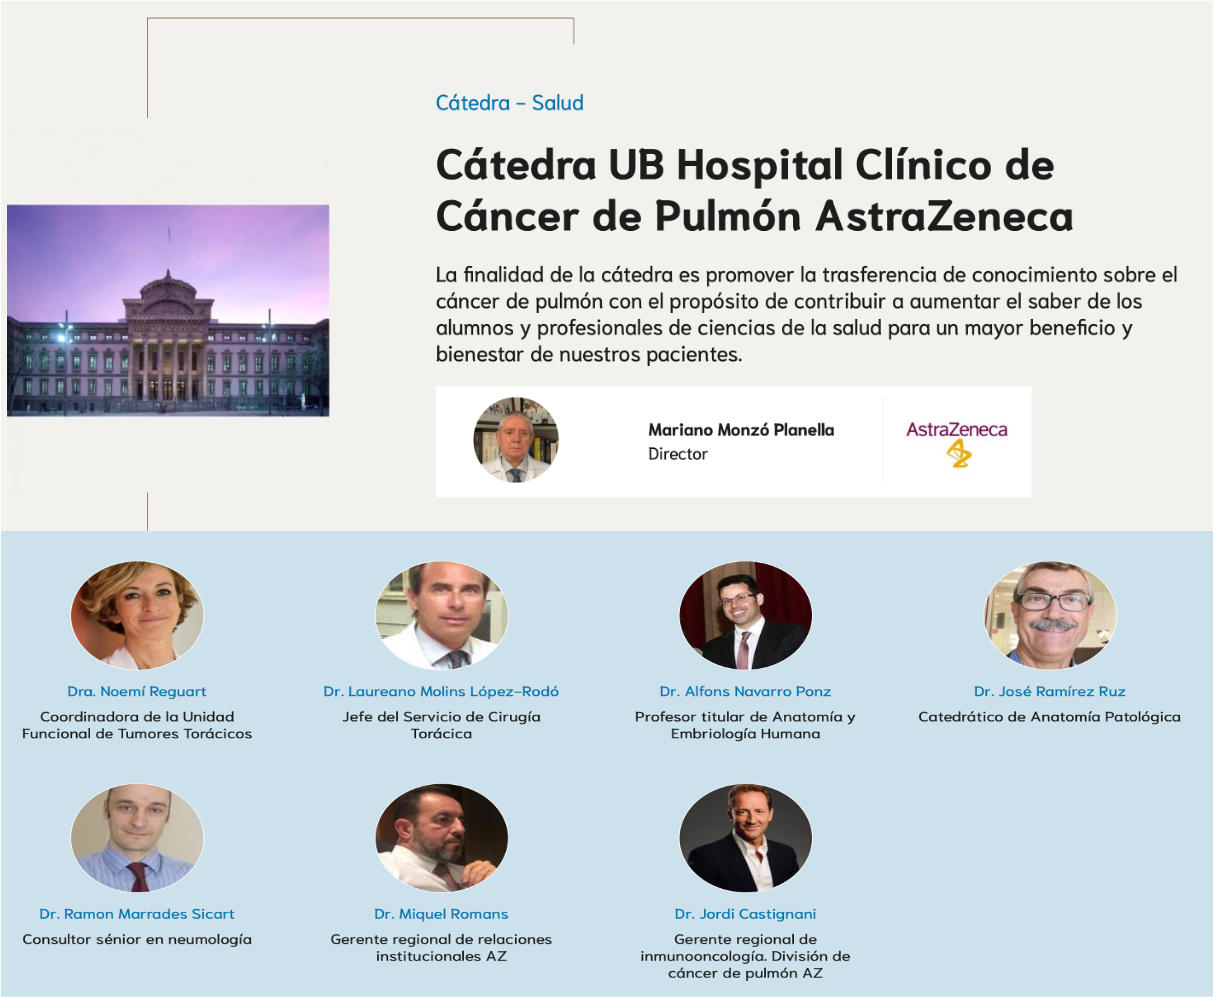 Cátedra - Salud
Cátedra UB Hospital Clínico de
Cáncer de Pulmón AstraZeneca
La finalidad de la cátedra es promover la trasferencia de conocimiento sobre el
cáncer de pulmón con el propósito de contribuir a aumentar el saber de los
alumnos y profesionales de ciencias de la salud para un mayor beneficio y
bienestar de nuestros pacientes.
Mariano Monzó Planella
Director
AstraZeneca
Dra. Noemí Reguart
Coordinadora de la Unidad
Funcional de Tumores Torácicos
Dr. Laureano Molins López-Rodó
Jefe del Servicio de Cirugía
Torácica
Dr. Alfons Navarro Ponz
Profesor titular de Anatomía y
Embriología Humana
Dr. José Ramírez Ruz
Catedrático de Anatomía Patológica
Dr. Ramon Marrades Sicart
Consultor sénior en neumología
Dr. Miquel Romans
Gerente regional de relaciones
institucionales AZ
Dr. Jordi Castignani
Gerente regional de
inmunooncología. División de
cáncer de pulmón AZ